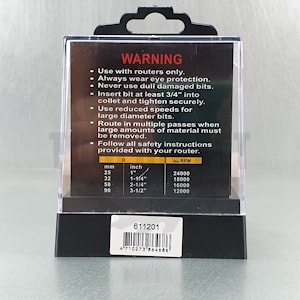 WARNING
• Use with routers only.
• Always wear eye protection.
• Never use dull damaged bits.
• Insert bit at least 3/4" into
collet and tighten securely.
• Use reduced speeds for
large diameter bits.
• Route in multiple passes when
large amounts of material must
be removed.
• Follow all safety instructions
provided with your router.
D RPM
mm inch
25 1" 24000
32 1-1/4" 18000
58 2-1/4" 16000
90 3-1/2" 12000
611201
4710273864686